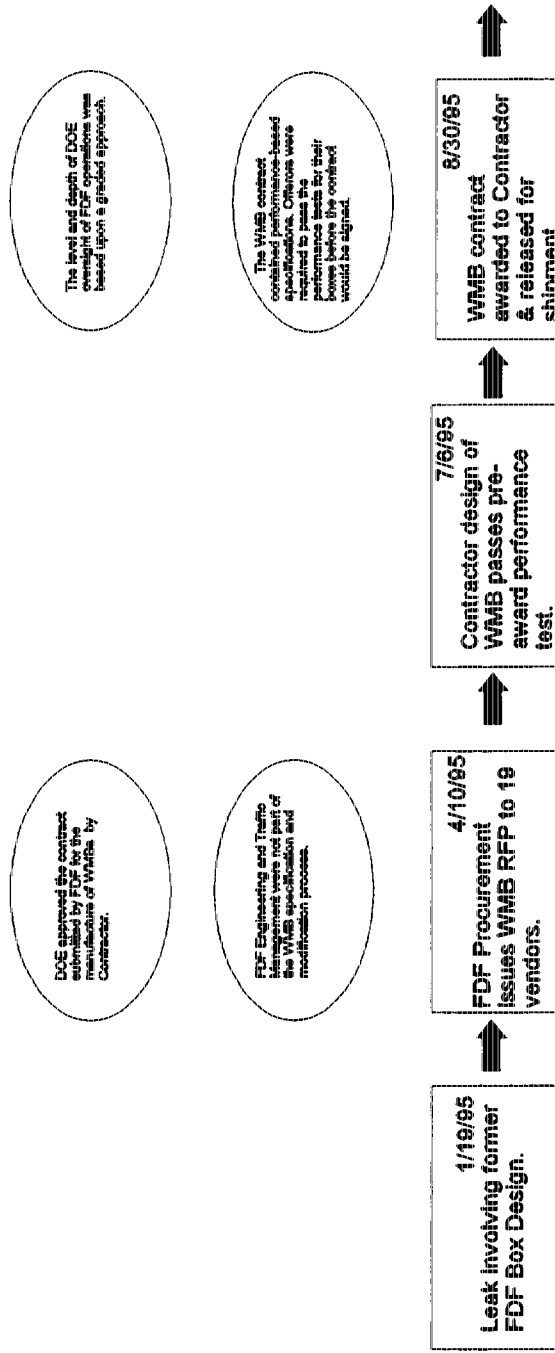 DOE approved the contract
submitted by FDF for the
manufacture of WMBs by
Contractor.
The level and depth of DOE
oversight of FDF operations was
based upon a graded approach.
FDF Engineering and Traffic
Management were not part of
the WMB specification and
modification process.
The WMB contract
contained performance-based
specifications. Offerors were
required to pass the
performance tests for their
boxes before the contract
would be signed.
1/19/95
Leak involving former
FDF Box Design.
4/10/95
FDF Procurement
issues WMB RFP to 19
vendors.
7/6/95
Contractor design of
WMB passes pre-
award performance
test.
8/30/95
WMB contract
awarded to Contractor
& released for
shipment